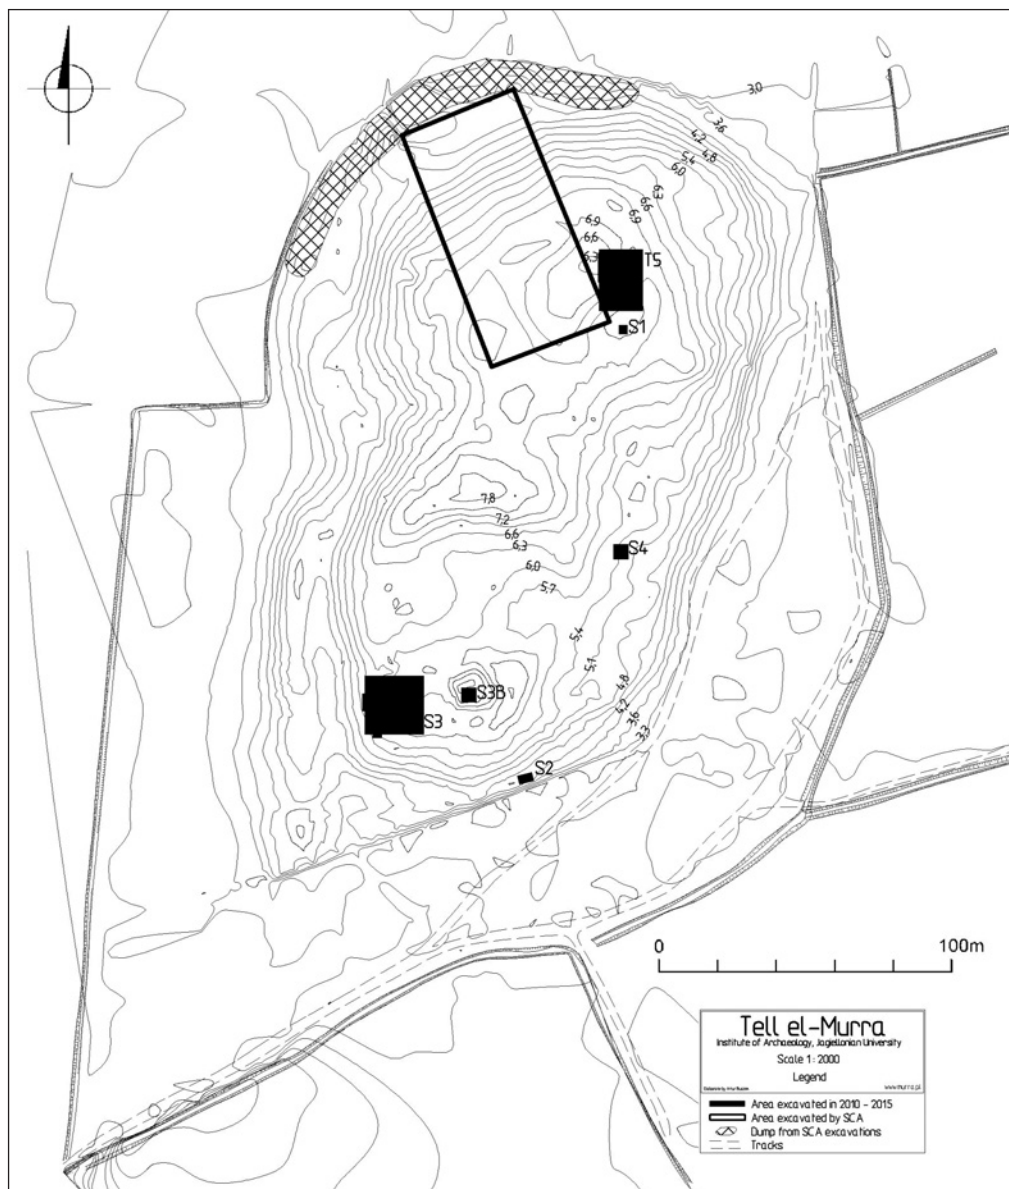 3,0
3,6
4,2
4,8
5,4
6,0
6,3
6,6
6,9
6,9
6,6
6,3
T5
S1
7,8
7,2
6,6
6,3
6,0
5,7
S4
5,4
5,1
4,8
4,2
3,6
3,3
S3B
S3
S2
0 100m
Tell el-Murra
Institute of Archaeology, Jagiellonian University
Scale 1 : 2000
Legend
www.murra.pl
Area excavated in 2010 - 2015
Area excavated by SCA
Dump from SCA excavations
Tracks